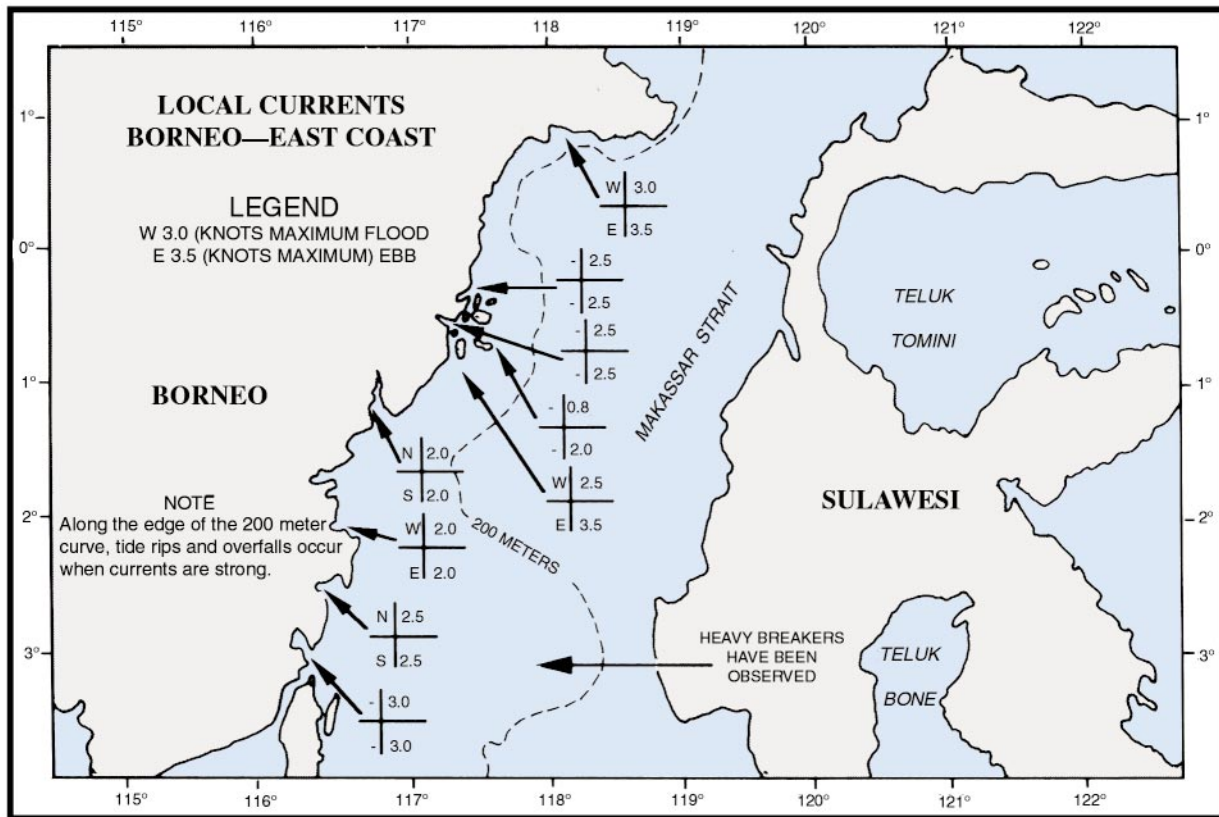 115° 116° 117° 118° 119° 120° 121° 122°
LOCAL CURRENTS
BORNEO—EAST COAST
LEGEND
W 3.0 (KNOTS MAXIMUM FLOOD
E 3.5 (KNOTS MAXIMUM) EBB
1°
0°
1°
2°
3°
1°
0°
1°
2°
3°
W 3.0
E 3.5
- 2.5
- 2.5
- 2.5
- 2.5
- 0.8
- 2.0
W 2.5
E 3.5
N 2.0
S 2.0
W 2.0
E 2.0
N 2.5
S 2.5
- 3.0
- 3.0
BORNEO
NOTE
Along the edge of the 200 meter
curve, tide rips and overfalls occur
when currents are strong.
200 METERS
MAKASSAR STRAIT
TELUK
TOMINI
SULAWESI
HEAVY BREAKERS
HAVE BEEN
OBSERVED
TELUK
BONE
115° 116° 117° 118° 119° 120° 121° 122°